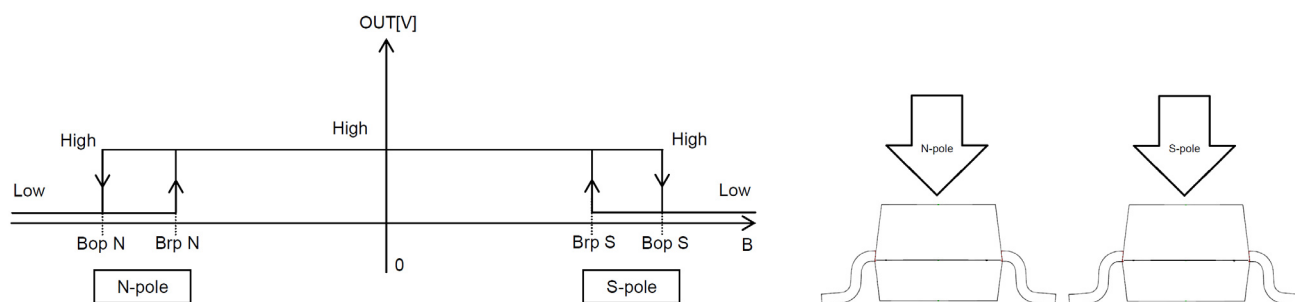 OUT[V]
High
High
High
Low
Low
Bop N
Brp N
Brp S
Bop S
B
0
N-pole
S-pole
N-pole
S-pole